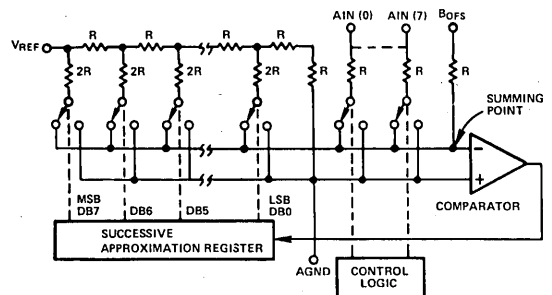 AIN (0) AIN (7) BOFS
VREF R R R R
2R 2R 2R 2R R R R R
SUMMING
POINT
−
+
COMPARATOR
MSB
DB7 DB6 DB5 LSB
DB0
SUCCESSIVE
APPROXIMATION REGISTER
AGND
CONTROL
LOGIC